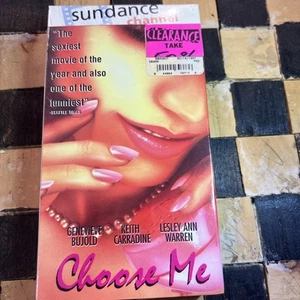 sundance
channel
"The
sexiest
movie of the
year and also
one of the
funniest"
CLEARANCE
TAKE
GENEVIEVE
BUJOLD
KEITH
CARRADINE
LESLEY ANN
WARREN
Choose Me